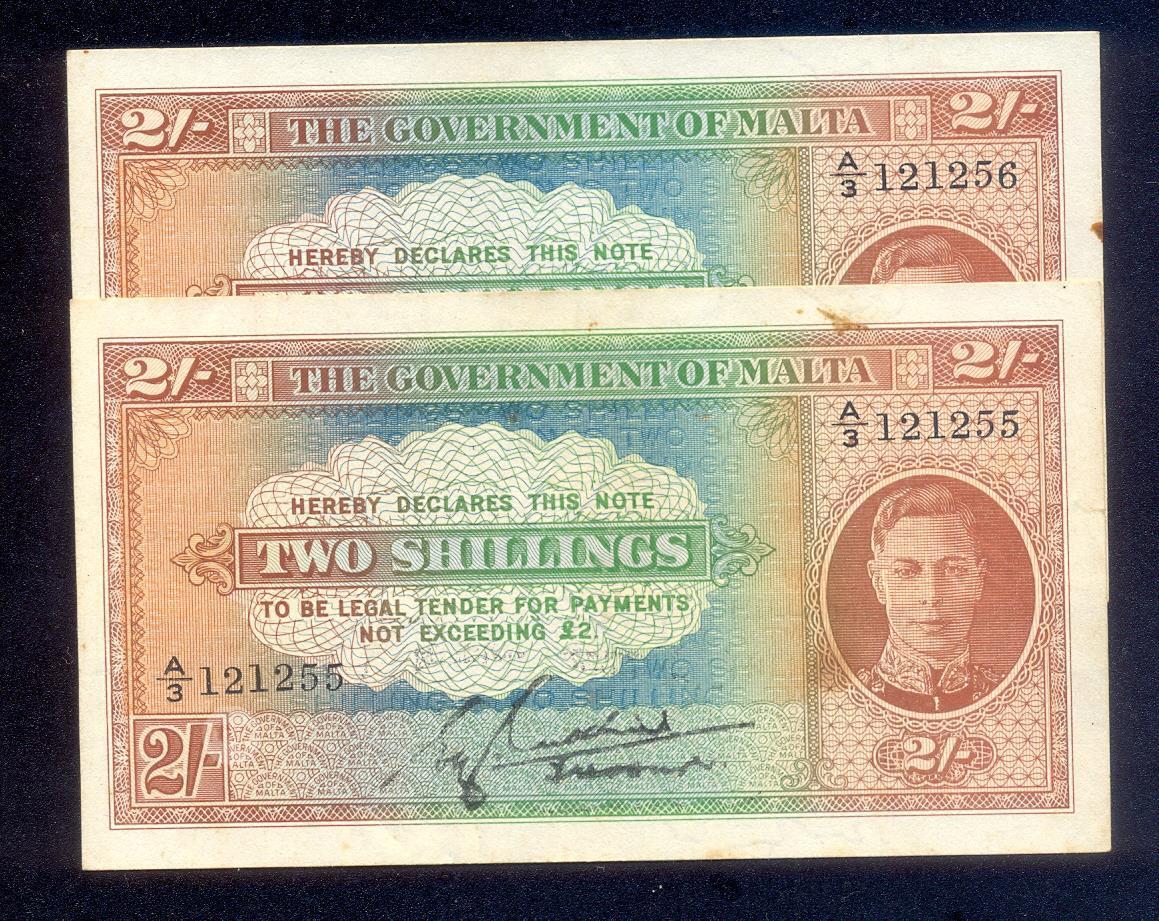 2/- THE GOVERNMENT OF MALTA 2/-
A/3 121256
HEREBY DECLARES THIS NOTE
2/- THE GOVERNMENT OF MALTA 2/-
A/3 121255
HEREBY DECLARES THIS NOTE
TWO SHILLINGS
TO BE LEGAL TENDER FOR PAYMENTS
NOT EXCEEDING £2.
A/3 121255
2/- 2/-